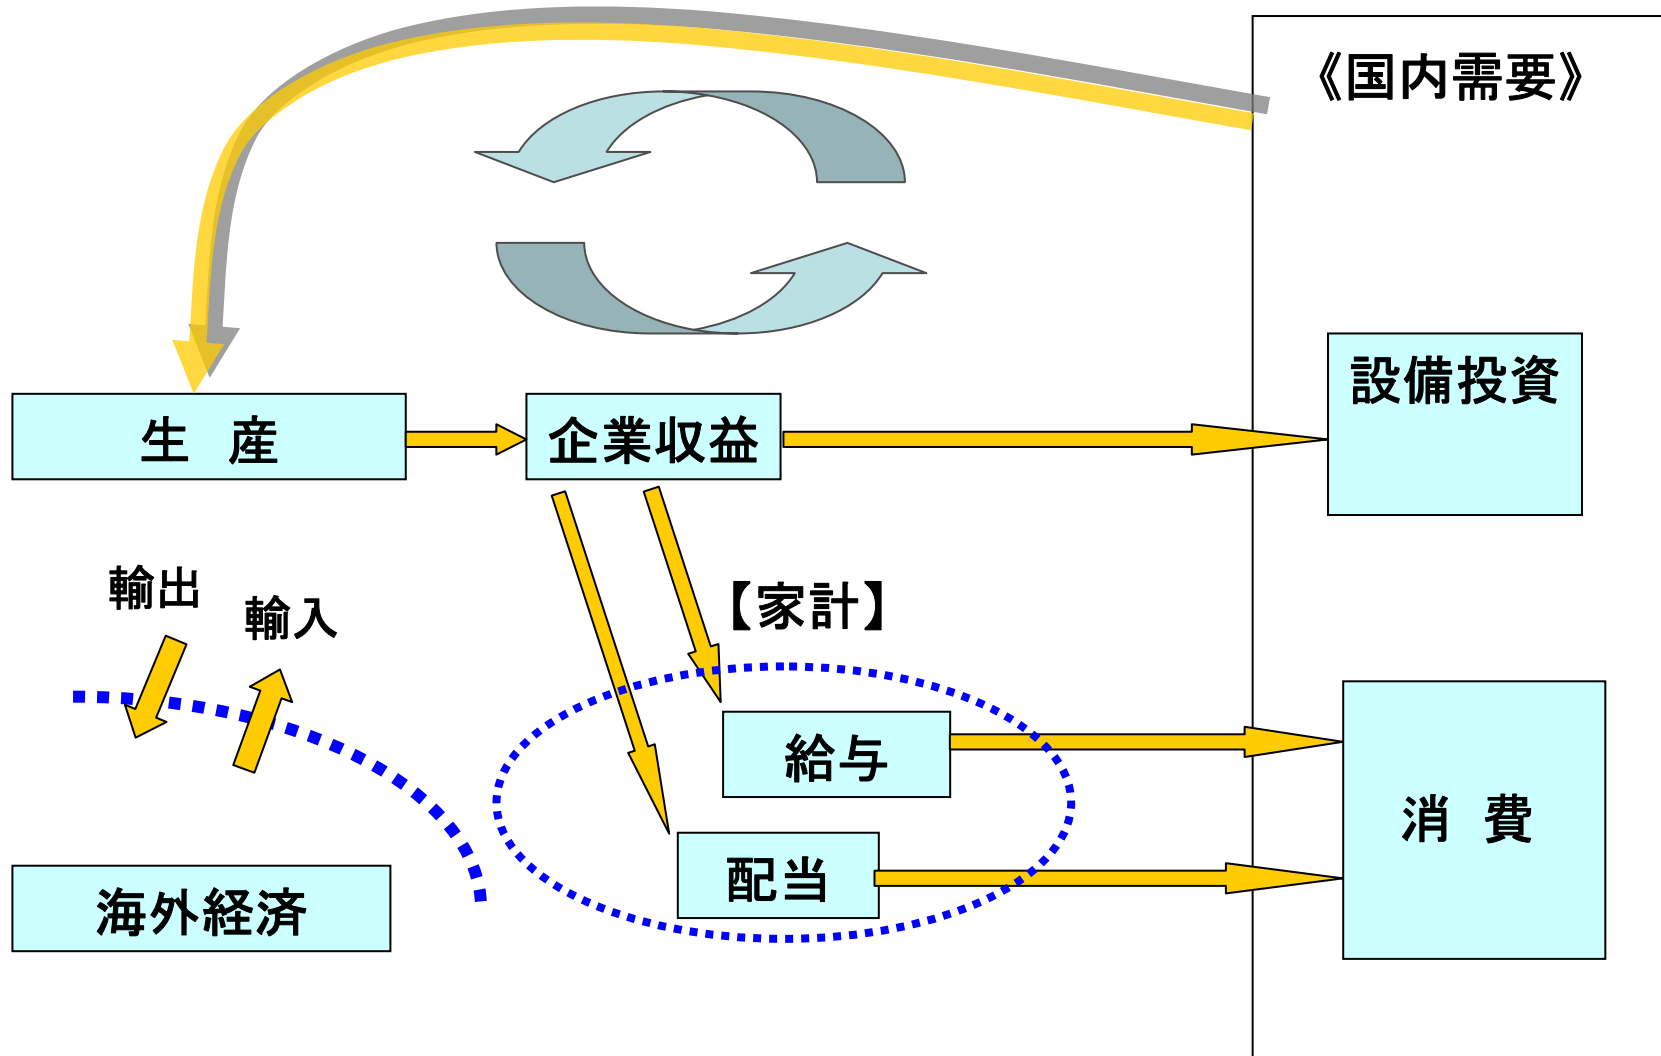 《国内需要》
設備投資
生　産
企業収益
輸出
輸入
【家計】
給与
消　費
配当
海外経済